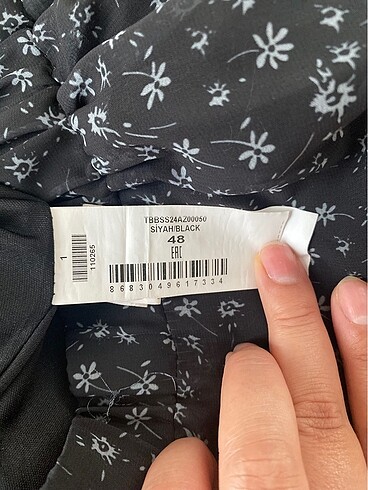 TBBSS24AZ00050
SİYAH/BLACK
48
EAC
8683049617334
1
110265